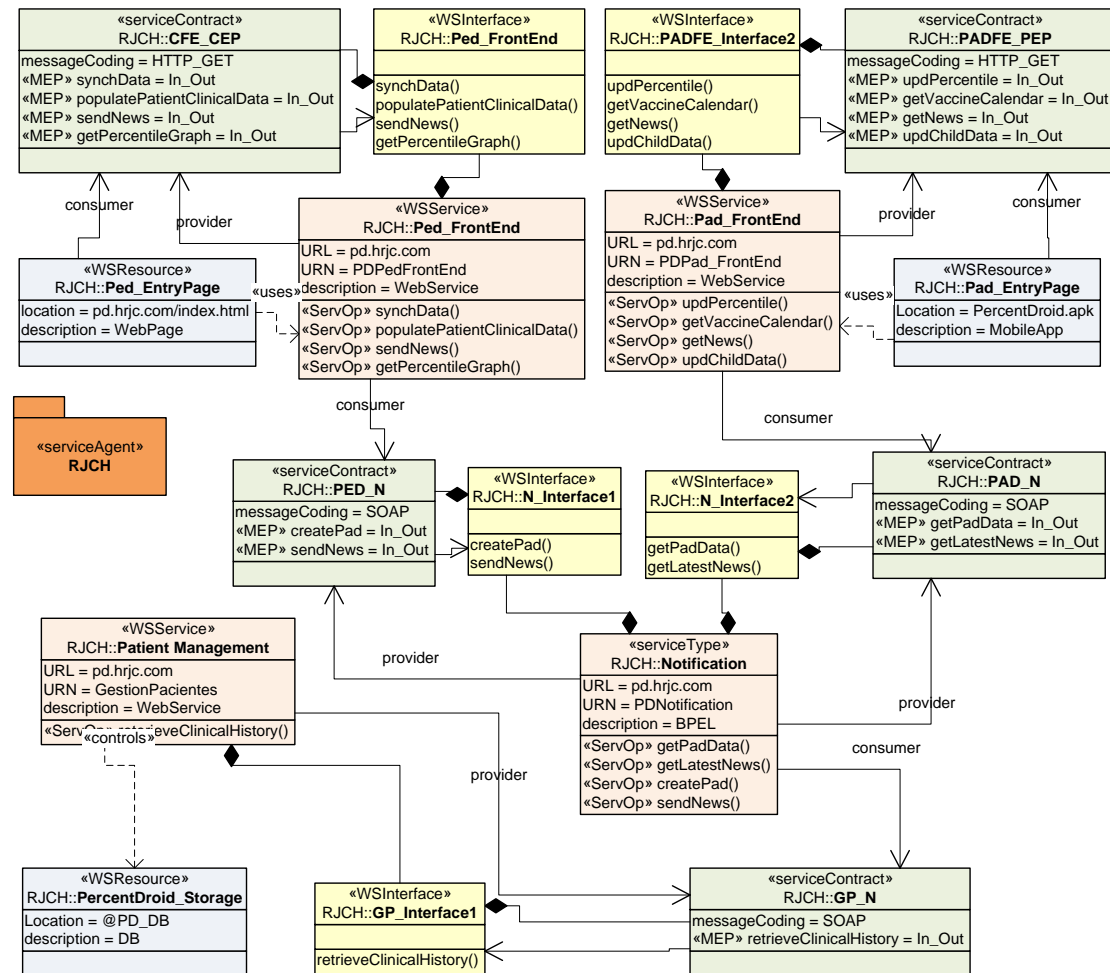 «serviceContract»
RJCH::CFE_CEP
messageCoding = HTTP_GET
«MEP» synchData = In_Out
«MEP» populatePatientClinicalData = In_Out
«MEP» sendNews = In_Out
«MEP» getPercentileGraph = In_Out
«WSInterface»
RJCH::Ped_FrontEnd
synchData()
populatePatientClinicalData()
sendNews()
getPercentileGraph()
«WSInterface»
RJCH::PADFE_Interface2
updPercentile()
getVaccineCalendar()
getNews()
updChildData()
«serviceContract»
RJCH::PADFE_PEP
messageCoding = HTTP_GET
«MEP» updPercentile = In_Out
«MEP» getVaccineCalendar = In_Out
«MEP» getNews = In_Out
«MEP» updChildData = In_Out
consumer
provider
provider
consumer
«WSResource»
RJCH::Ped_EntryPage
location = pd.hrjc.com/index.html
description = WebPage
«uses»
«WSService»
RJCH::Ped_FrontEnd
URL = pd.hrjc.com
URN = PDPedFrontEnd
description = WebService
«ServOp» synchData()
«ServOp» populatePatientClinicalData()
«ServOp» sendNews()
«ServOp» getPercentileGraph()
«WSService»
RJCH::Pad_FrontEnd
URL = pd.hrjc.com
URN = PDPad_FrontEnd
description = WebService
«ServOp» updPercentile()
«ServOp» getVaccineCalendar()
«ServOp» getNews()
«ServOp» updChildData()
«uses»
«WSResource»
RJCH::Pad_EntryPage
Location = PercentDroid.apk
description = MobileApp
consumer
consumer
«serviceAgent»
RJCH
«serviceContract»
RJCH::PED_N
messageCoding = SOAP
«MEP» createPad = In_Out
«MEP» sendNews = In_Out
«WSInterface»
RJCH::N_Interface1
createPad()
sendNews()
«WSInterface»
RJCH::N_Interface2
getPadData()
getLatestNews()
«serviceContract»
RJCH::PAD_N
messageCoding = SOAP
«MEP» getPadData = In_Out
«MEP» getLatestNews = In_Out
«WSService»
RJCH::Patient Management
URL = pd.hrjc.com
URN = GestionPacientes
description = WebService
«ServOp» retrieveClinicalHistory()
«controls»
provider
«serviceType»
RJCH::Notification
URL = pd.hrjc.com
URN = PDNotification
description = BPEL
«ServOp» getPadData()
«ServOp» getLatestNews()
«ServOp» createPad()
«ServOp» sendNews()
provider
consumer
provider
«WSResource»
RJCH::PercentDroid_Storage
Location = @PD_DB
description = DB
«WSInterface»
RJCH::GP_Interface1
retrieveClinicalHistory()
«serviceContract»
RJCH::GP_N
messageCoding = SOAP
«MEP» retrieveClinicalHistory = In_Out